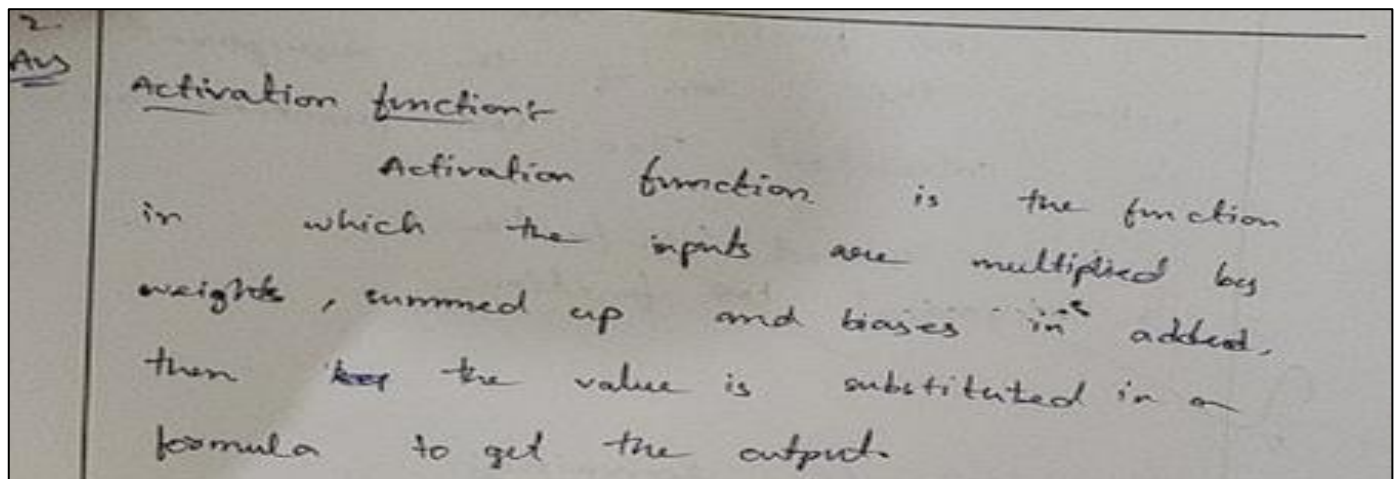 2.
Ans
Activation function:-
Activation function is the function
in which the inputs are multiplied by
weights, summed up and biases is added,
then the value is substituted in a
formula to get the output.